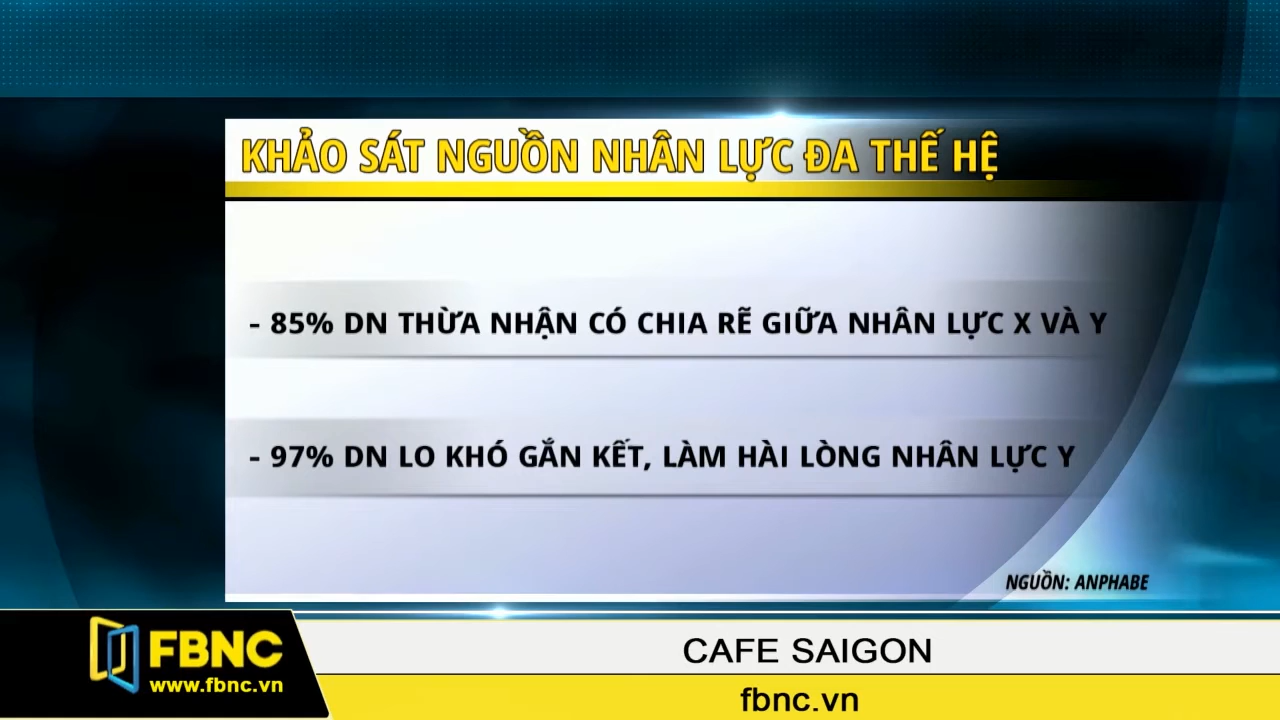 KHẢO SÁT NGUỒN NHÂN LỰC ĐA THẾ HỆ
- 85% DN THỪA NHẬN CÓ CHIA RẼ GIỮA NHÂN LỰC X VÀ Y
- 97% DN LO KHÓ GẮN KẾT, LÀM HÀI LÒNG NHÂN LỰC Y
NGUỒN: ANPHABE
FBNC
www.fbnc.vn
CAFE SAIGON
fbnc.vn